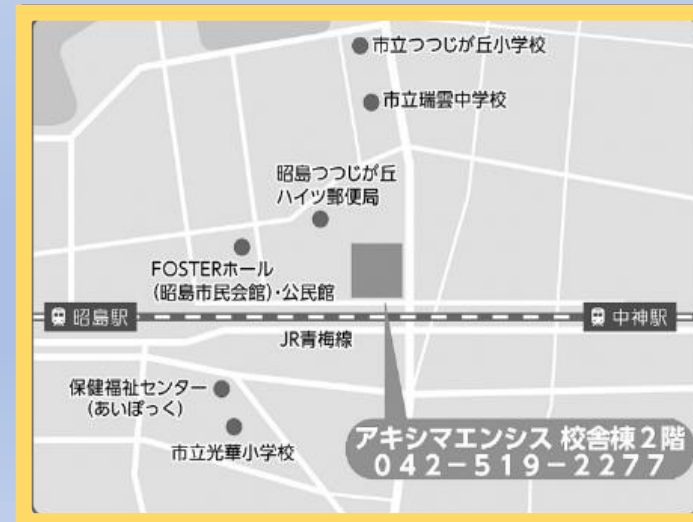 市立つつじが丘小学校
市立瑞雲中学校
昭島つつじが丘
ハイツ郵便局
FOSTERホール
(昭島市民会館)・公民館
昭島駅
中神駅
JR青梅線
保健福祉センター
(あいぽっく)
市立光華小学校
アキシマエンシス 校舎棟2階
042-519-2277